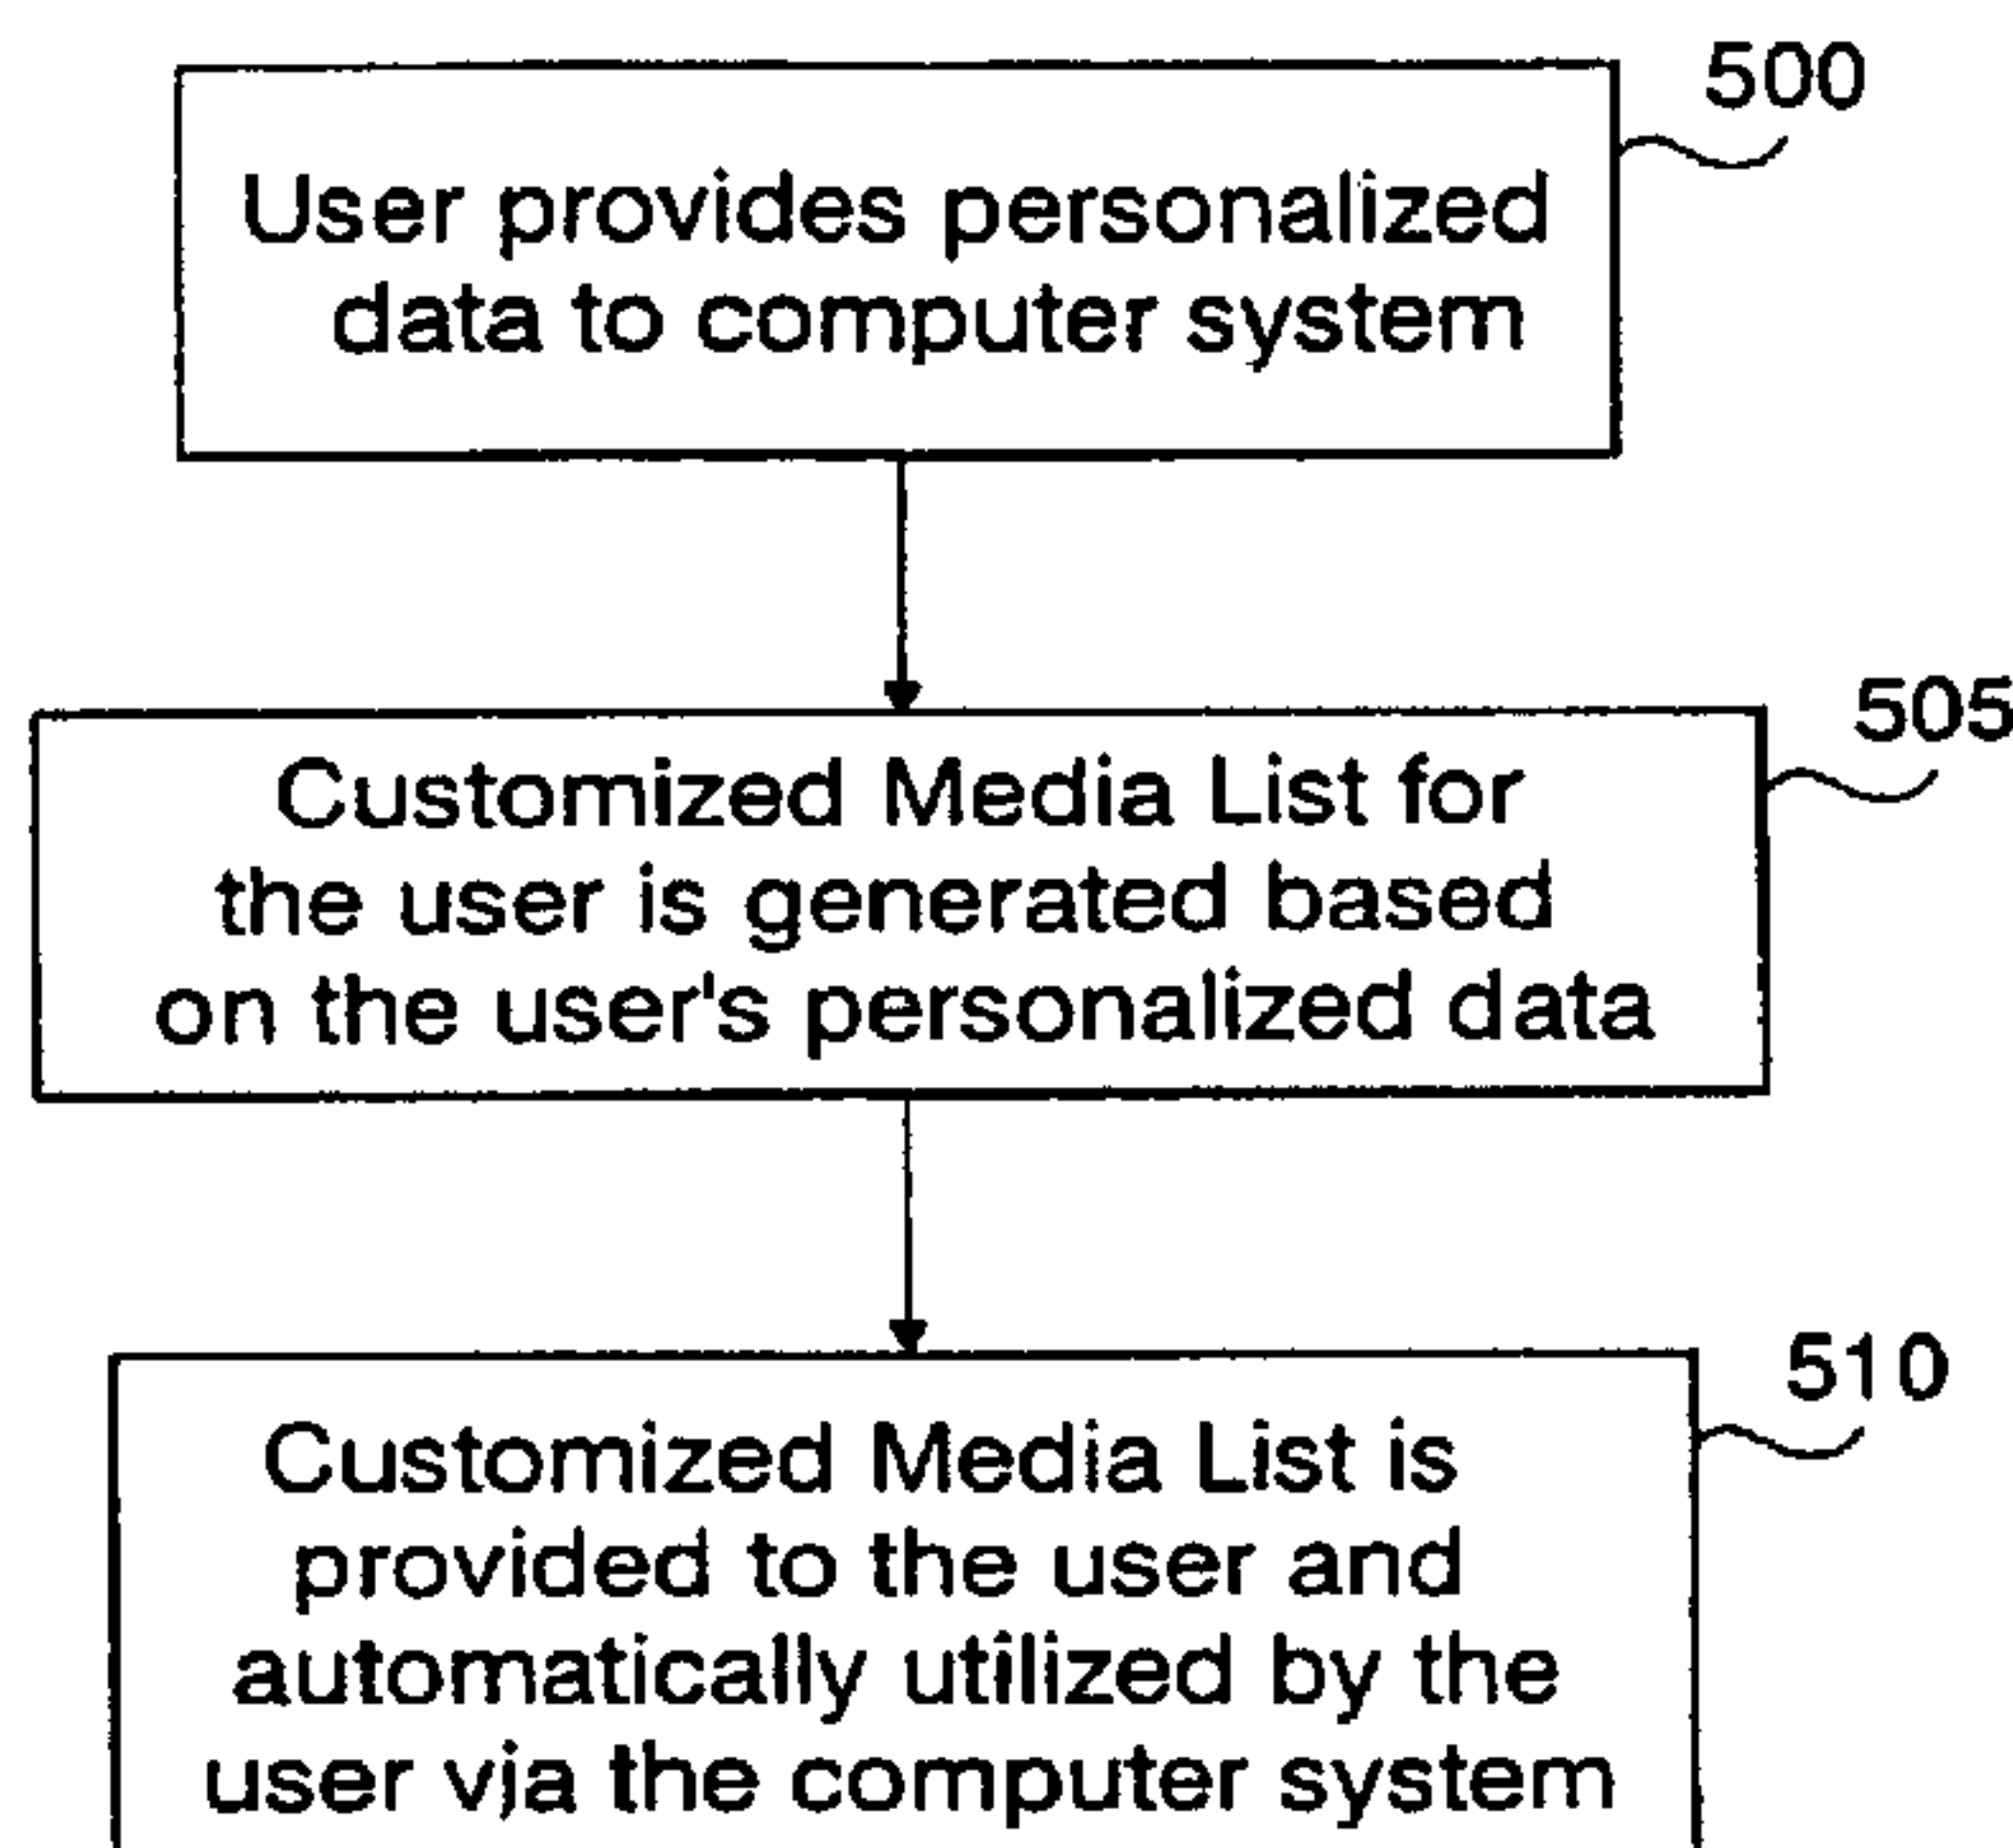 500
User provides personalized
data to computer system
505
Customized Media List for
the user is generated based
on the user's personalized data
510
Customized Media List is
provided to the user and
automatically utilized by the
user via the computer system